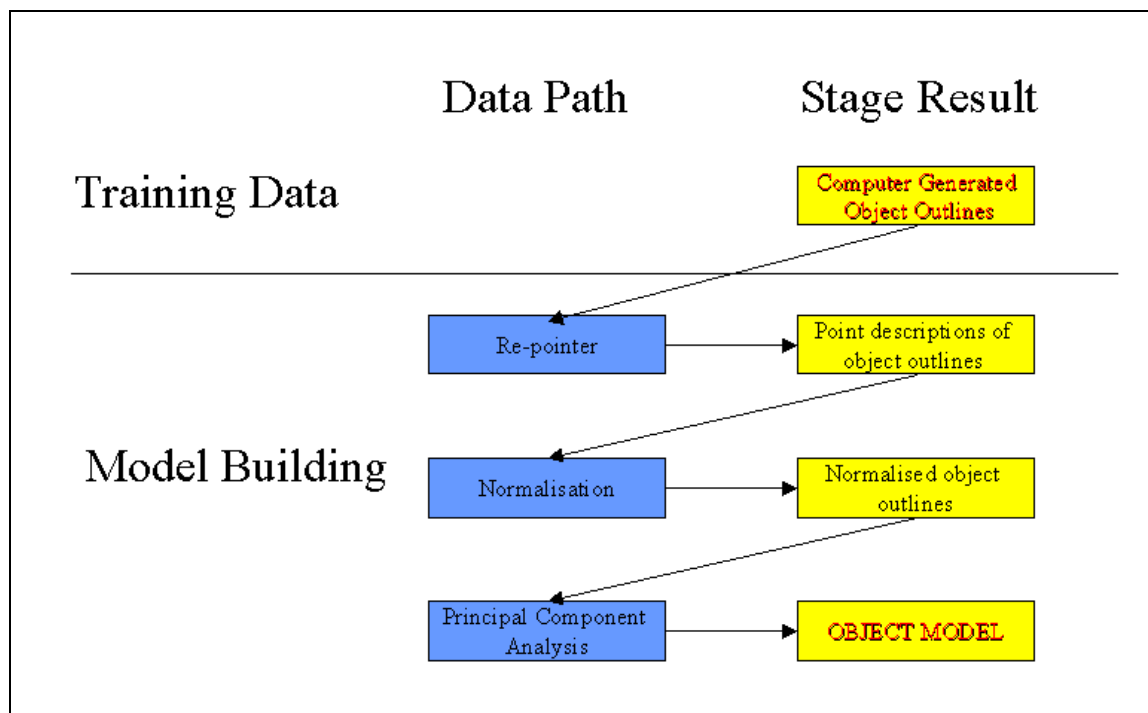 Data Path
Stage Result
Training Data
Computer Generated
Object Outlines
Re-pointer
Point descriptions of
object outlines
Model Building
Normalisation
Normalised object
outlines
Principal Component
Analysis
OBJECT MODEL